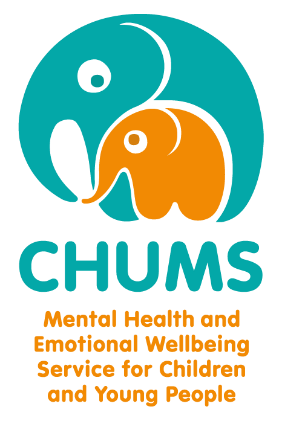 CHUMS
Mental Health and
Emotional Wellbeing
Service for Children
and Young People